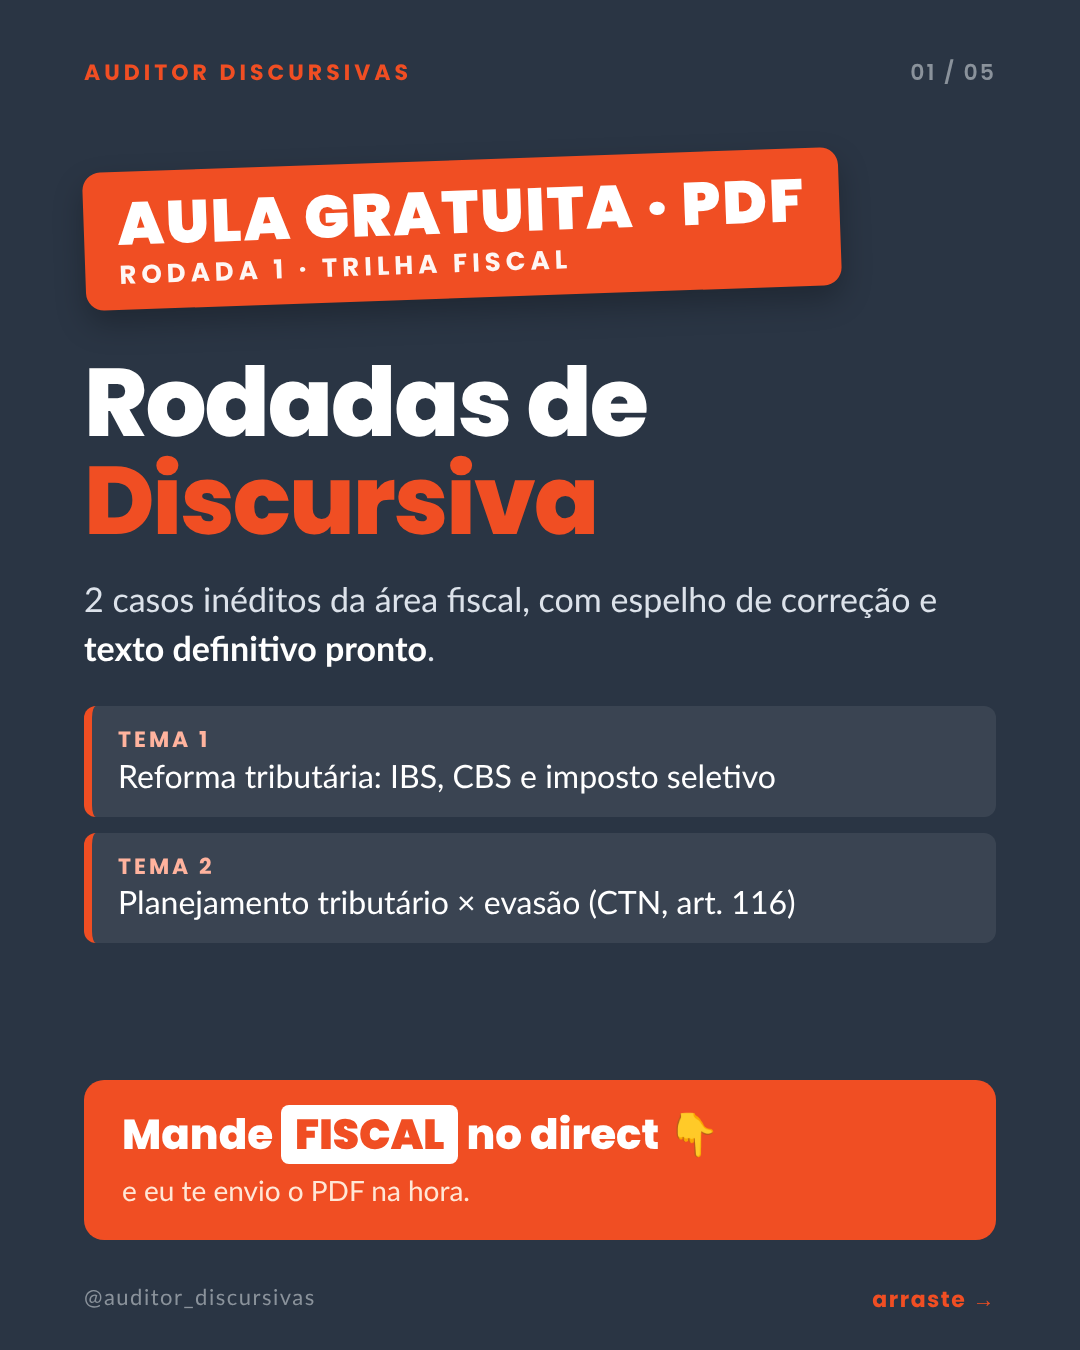 AUDITOR DISCURSIVAS
01 / 05
AULA GRATUITA · PDF
RODADA 1 · TRILHA FISCAL
Rodadas de
Discursiva
2 casos inéditos da área fiscal, com espelho de correção e
texto definitivo pronto.
TEMA 1
Reforma tributária: IBS, CBS e imposto seletivo
TEMA 2
Planejamento tributário × evasão (CTN, art. 116)
Mande FISCAL no direct 👇
e eu te envio o PDF na hora.
@auditor_discursivas
arraste →